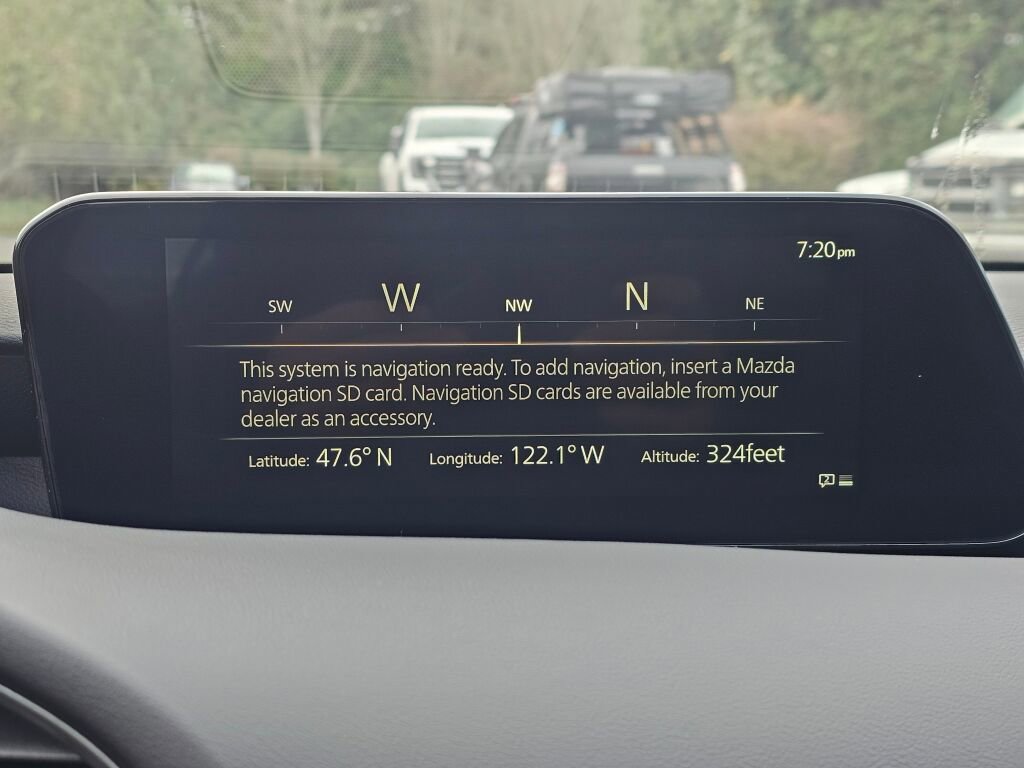 7:20pm
SW W NW N NE
This system is navigation ready. To add navigation, insert a Mazda
navigation SD card. Navigation SD cards are available from your
dealer as an accessory.
Latitude: 47.6° N Longitude: 122.1° W Altitude: 324feet
2